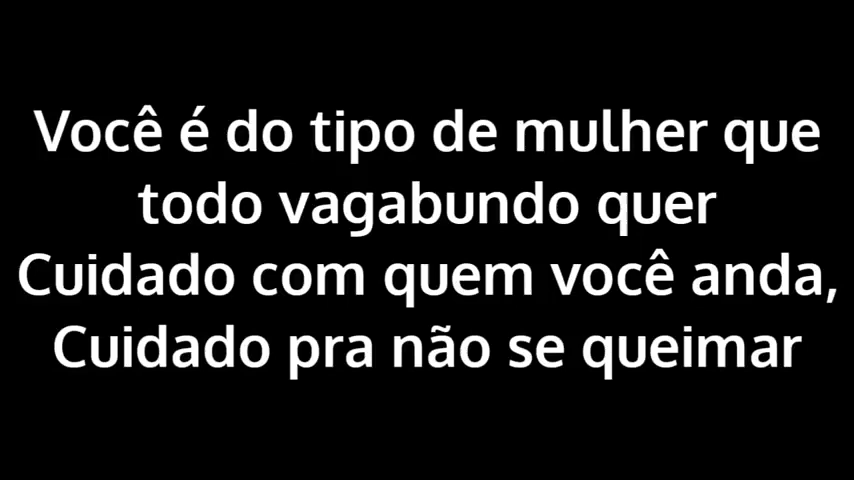 Você é do tipo de mulher que
todo vagabundo quer
Cuidado com quem você anda,
Cuidado pra não se queimar